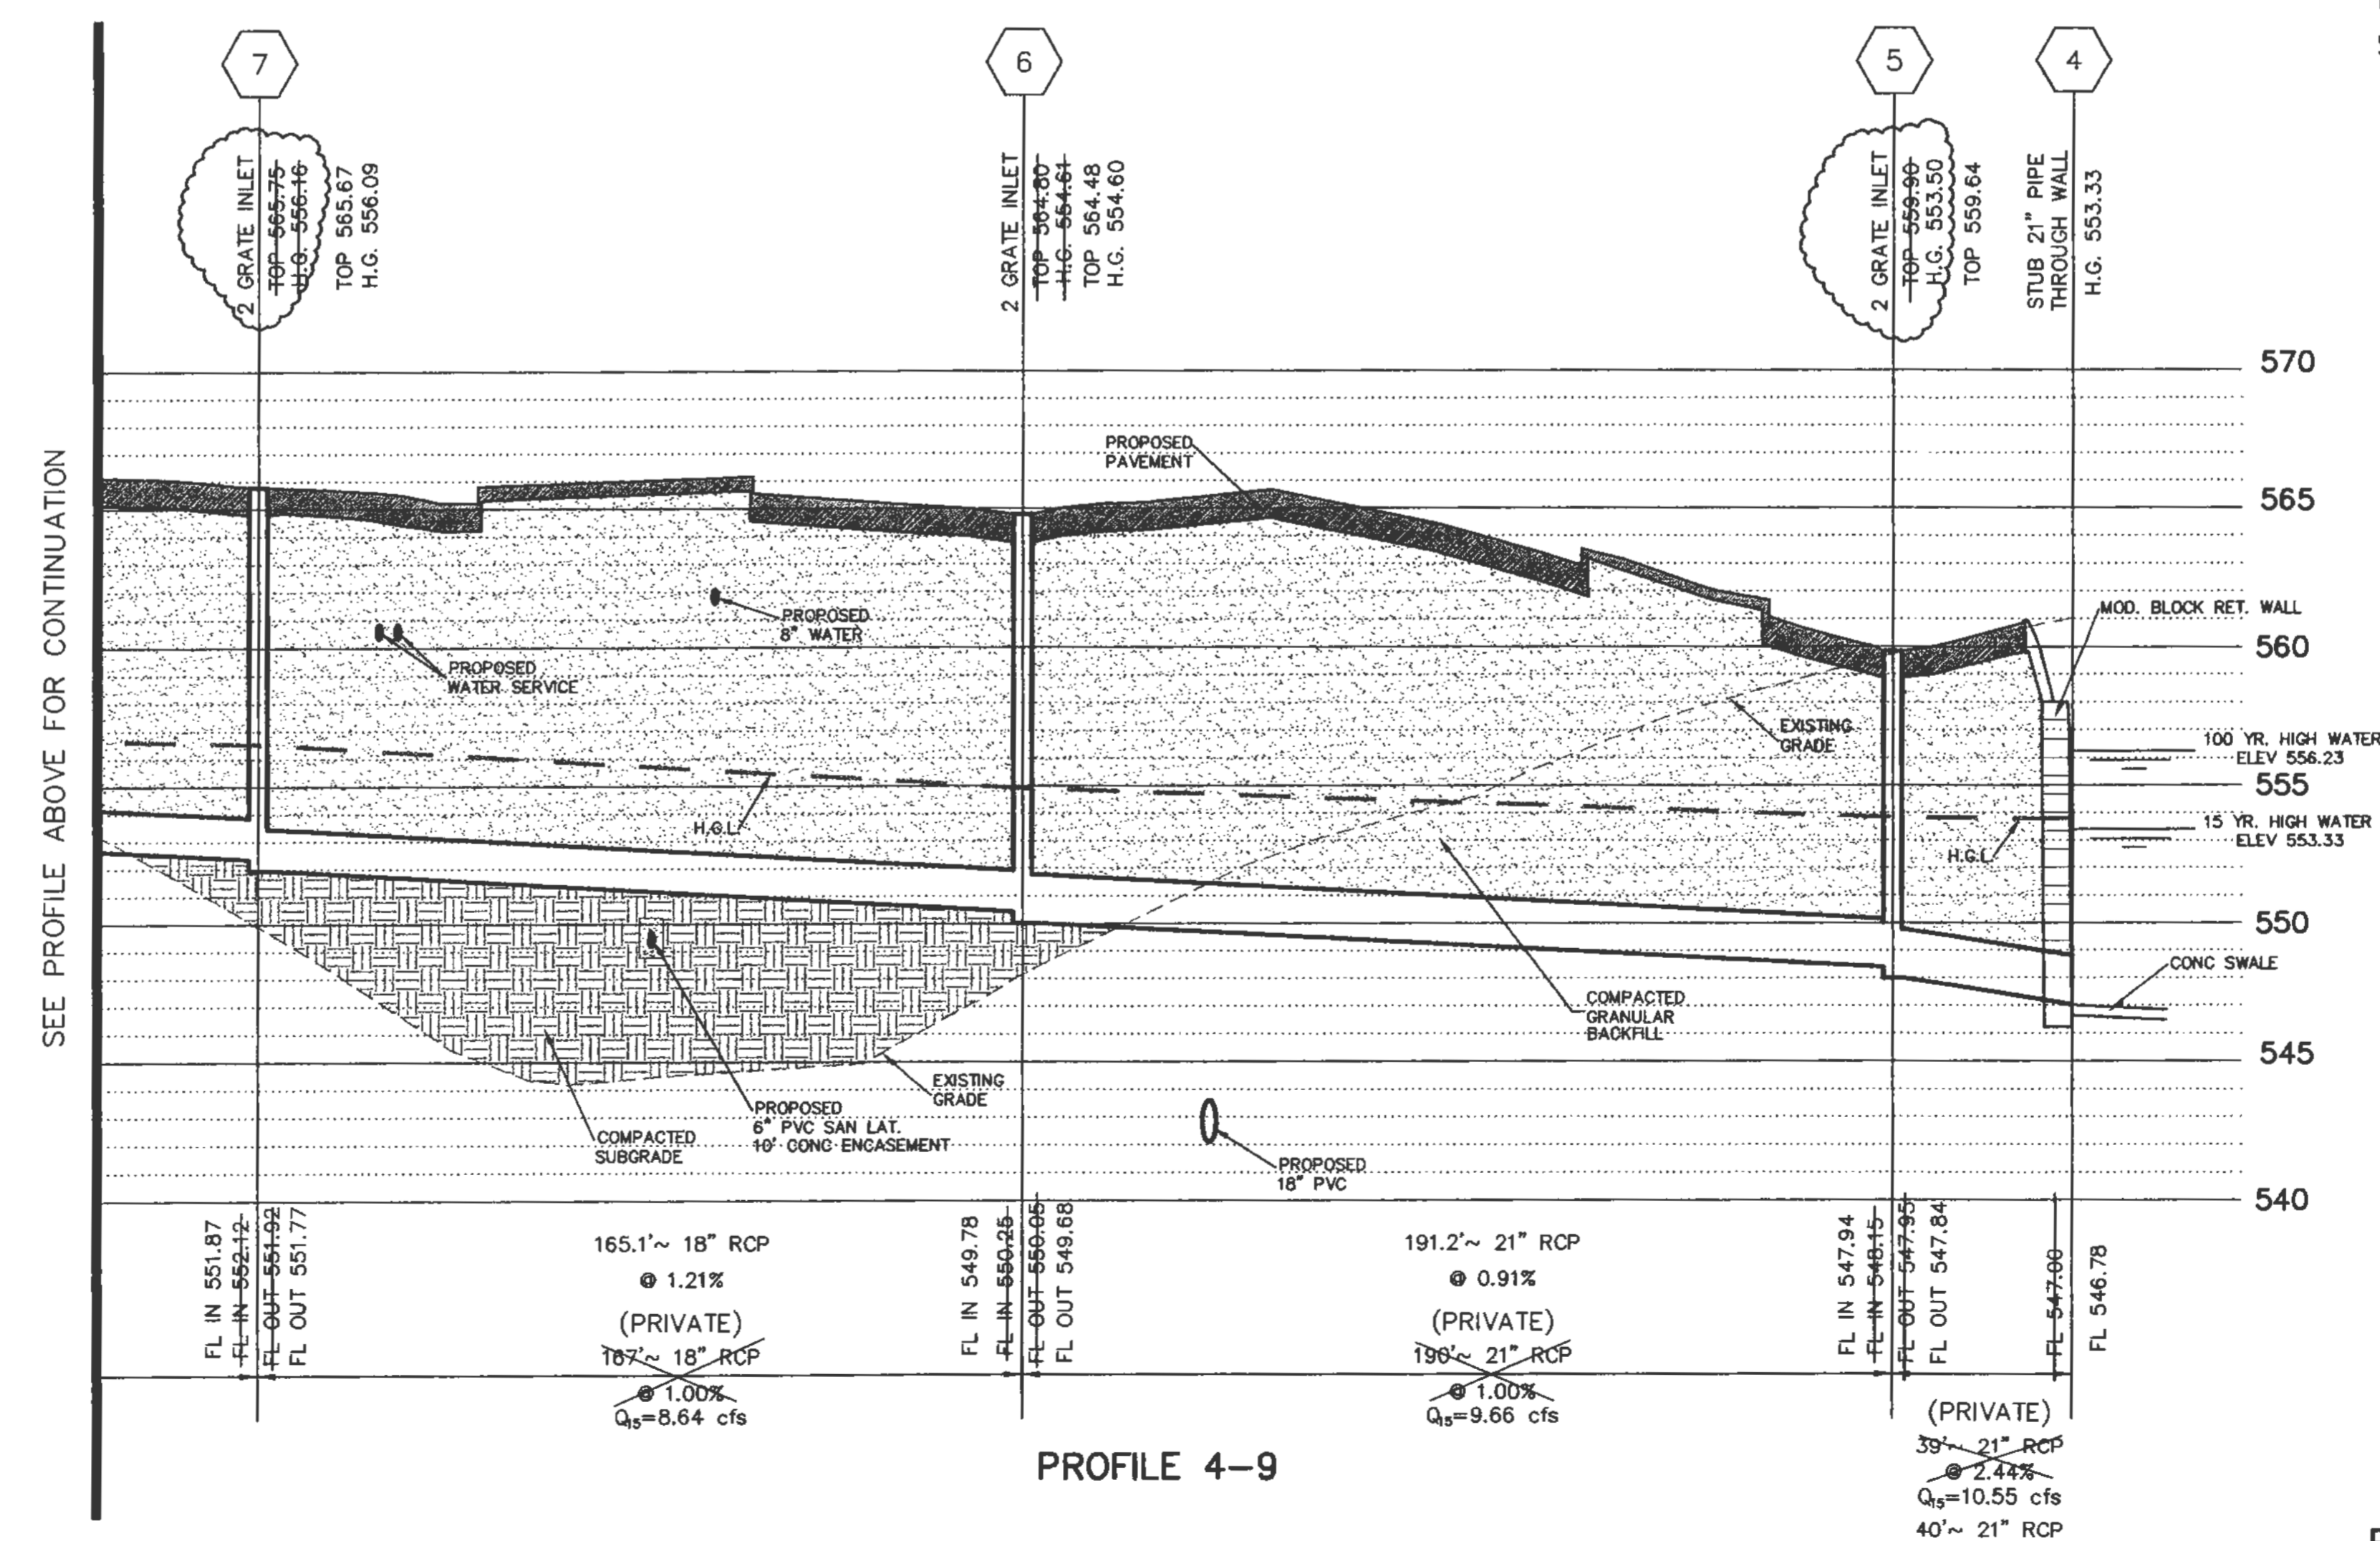 7
6
5
4
2 GRATE INLET
TOP 565.75
H.G. 556.16
TOP 565.67
H.G. 556.09
2 GRATE INLET
TOP 564.80
H.G. 554.61
TOP 564.48
H.G. 554.60
2 GRATE INLET
TOP 559.90
H.G. 553.50
TOP 559.64
STUB 21" PIPE
THROUGH WALL
H.G. 553.33
SEE PROFILE ABOVE FOR CONTINUATION
570
565
560
555
550
545
540
PROPOSED
PAVEMENT
PROPOSED
8" WATER
PROPOSED
WATER SERVICE
MOD. BLOCK RET. WALL
EXISTING
GRADE
100 YR. HIGH WATER
ELEV 556.23
H.G.L.
15 YR. HIGH WATER
ELEV 553.33
H.G.L.
CONC SWALE
COMPACTED
GRANULAR
BACKFILL
EXISTING
GRADE
PROPOSED
6" PVC SAN LAT.
10' CONC ENCASEMENT
COMPACTED
SUBGRADE
PROPOSED
18" PVC
FL IN 551.87
FL IN 552.12
FL OUT 551.92
FL OUT 551.77
165.1'~ 18" RCP
@ 1.21%
(PRIVATE)
167'~ 18" RCP
@ 1.00%
Q15=8.64 cfs
FL IN 549.78
FL IN 550.25
FL OUT 550.05
FL OUT 549.68
191.2'~ 21" RCP
@ 0.91%
(PRIVATE)
190'~ 21" RCP
@ 1.00%
Q15=9.66 cfs
FL IN 547.94
FL IN 548.15
FL OUT 547.95
FL OUT 547.84
FL 547.00
FL 546.78
(PRIVATE)
39'~ 21" RCP
@ 2.44%
Q15=10.55 cfs
40'~ 21" RCP
PROFILE 4-9